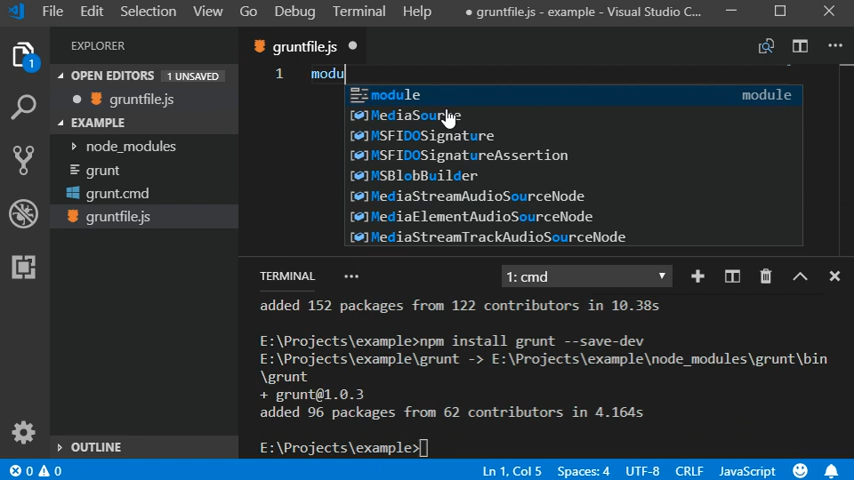 File Edit Selection View Go Debug Terminal Help ● gruntfile.js - example - Visual Studio C...
EXPLORER
1
OPEN EDITORS 1 UNSAVED
gruntfile.js
EXAMPLE
node_modules
grunt
grunt.cmd
gruntfile.js
OUTLINE
gruntfile.js
1 modu
module module
MediaSource
MSFIDOSignature
MSFIDOSignatureAssertion
MSBlobBuilder
MediaStreamAudioSourceNode
MediaElementAudioSourceNode
MediaStreamTrackAudioSourceNode
TERMINAL ... 1: cmd
added 152 packages from 122 contributors in 10.38s
E:\Projects\example>npm install grunt --save-dev
E:\Projects\example\grunt -> E:\Projects\example\node_modules\grunt\bin
\grunt
+ grunt@1.0.3
added 96 packages from 62 contributors in 4.164s
E:\Projects\example>
0 0 Ln 1, Col 5 Spaces: 4 UTF-8 CRLF JavaScript